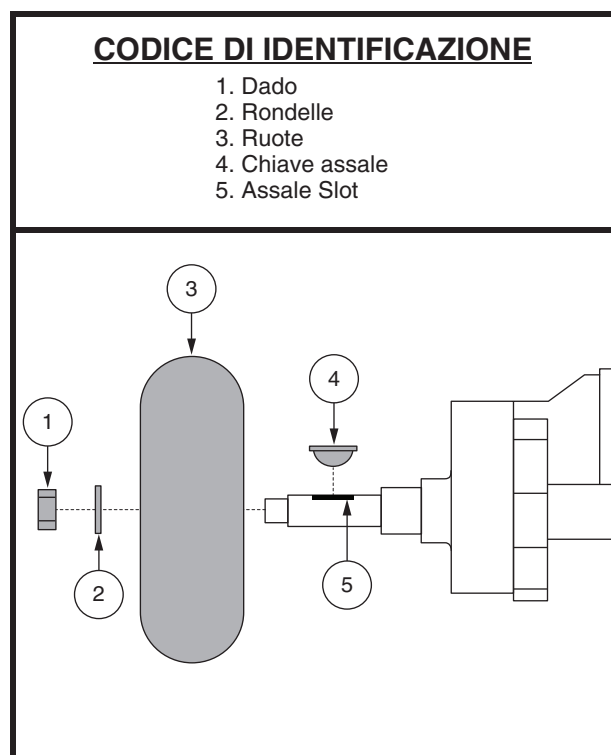 CODICE DI IDENTIFICAZIONE
1. Dado
2. Rondelle
3. Ruote
4. Chiave assale
5. Assale Slot
3
4
1
2
5